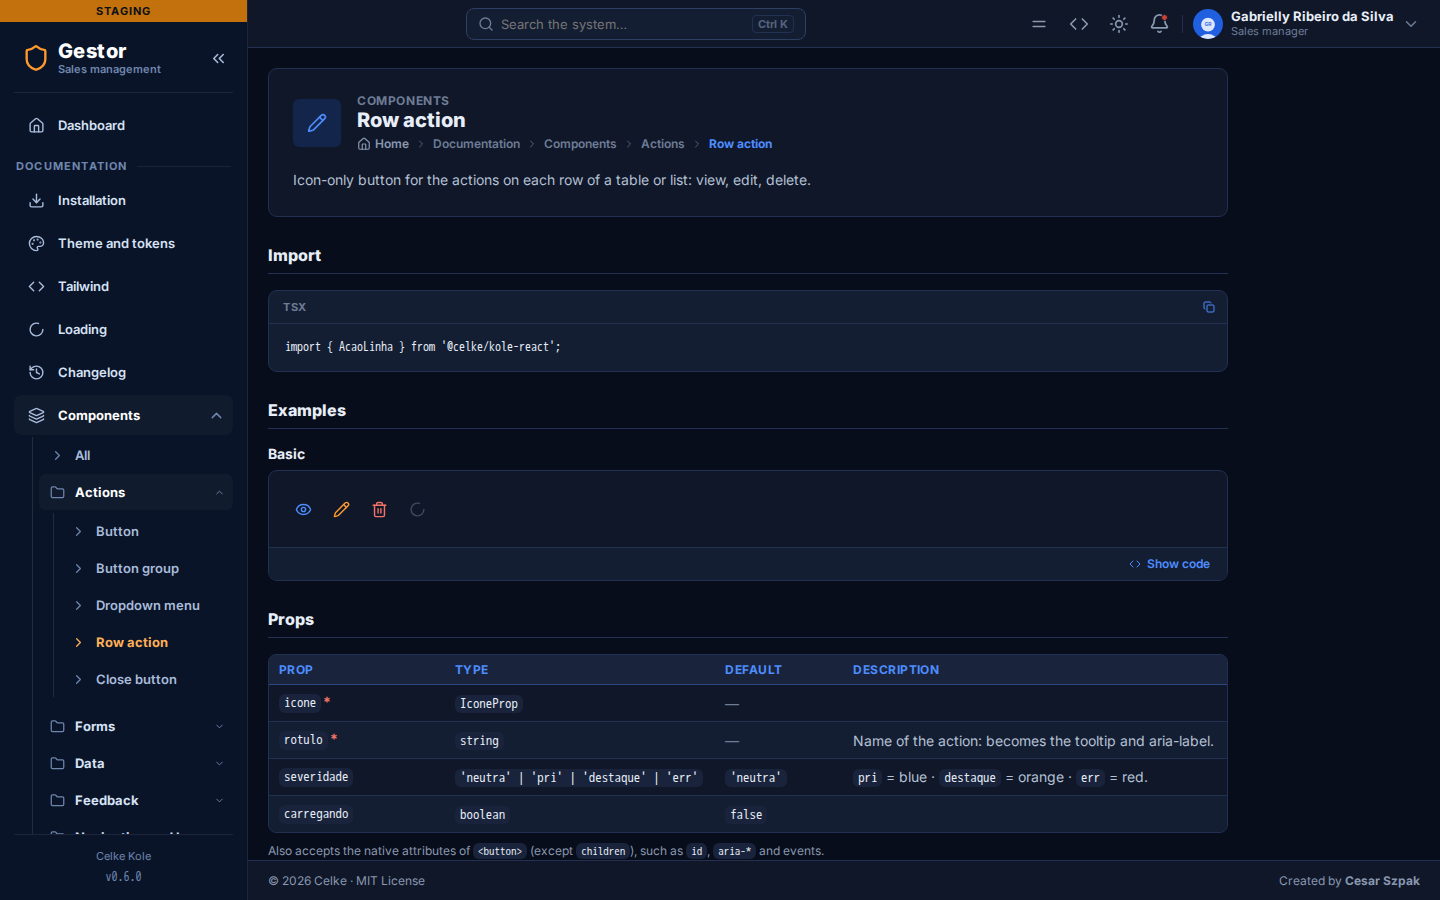 STAGING
Gestor
Sales management
Dashboard
DOCUMENTATION
Installation
Theme and tokens
Tailwind
Loading
Changelog
Components
All
Actions
Button
Button group
Dropdown menu
Row action
Close button
Forms
Data
Feedback
Celke Kole
v0.6.0
Search the system...
Ctrl K
GR
Gabrielly Ribeiro da Silva
Sales manager
COMPONENTS
Row action
Home > Documentation > Components > Actions > Row action
Icon-only button for the actions on each row of a table or list: view, edit, delete.
Import
TSX
import { AcaoLinha } from '@celke/kole-react';
Examples
Basic
Show code
Props
PROP TYPE DEFAULT DESCRIPTION
icone * IconeProp —
rotulo * string — Name of the action: becomes the tooltip and aria-label.
severidade 'neutra' | 'pri' | 'destaque' | 'err' 'neutra' pri = blue · destaque = orange · err = red.
carregando boolean false
Also accepts the native attributes of <button> (except children), such as id, aria-* and events.
© 2026 Celke · MIT License
Created by Cesar Szpak